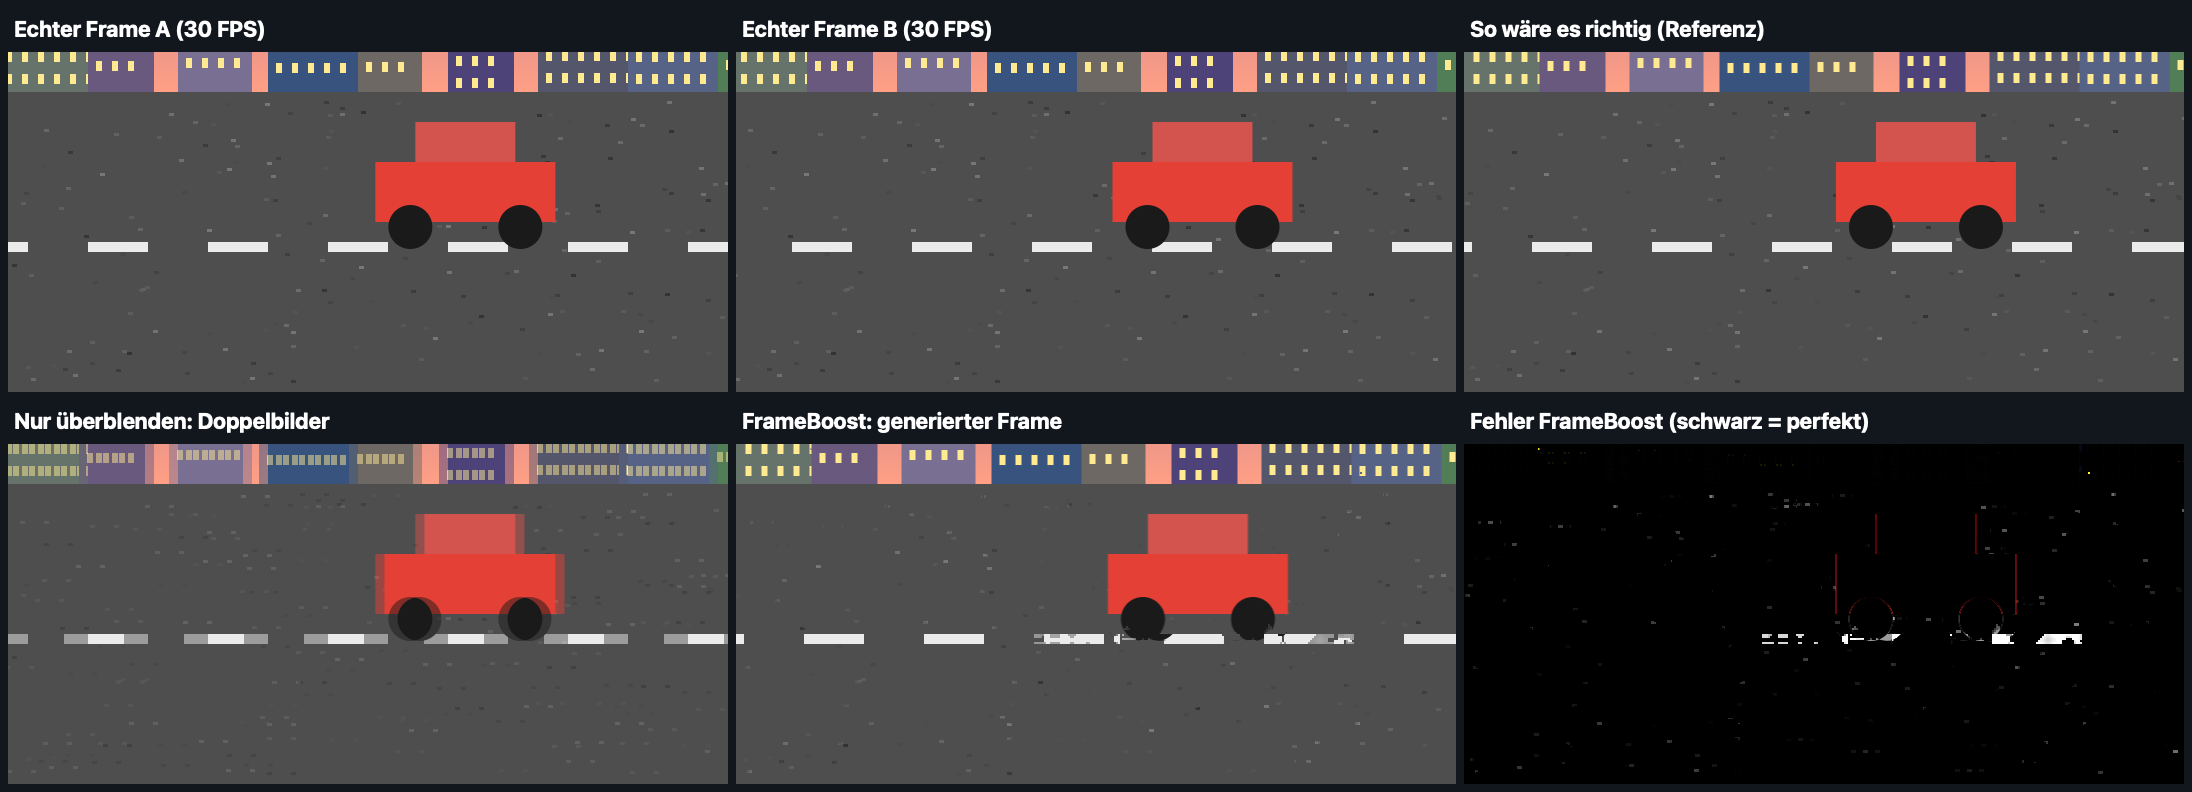 Echter Frame A (30 FPS)
Echter Frame B (30 FPS)
So wäre es richtig (Referenz)
Nur überblenden: Doppelbilder
FrameBoost: generierter Frame
Fehler FrameBoost (schwarz = perfekt)